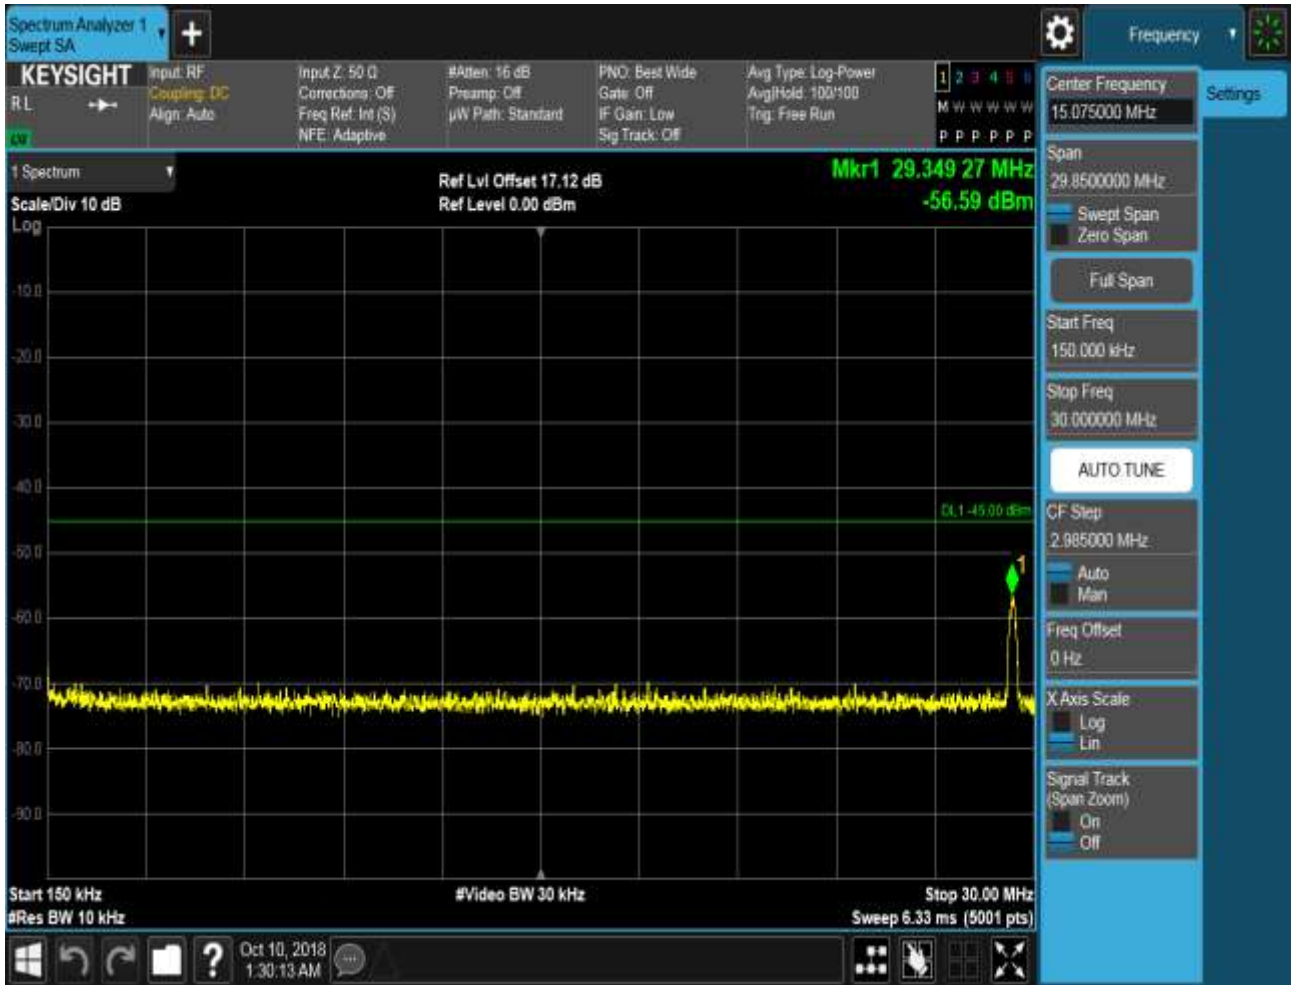 Spectrum Analyzer 1
Swept SA
Frequency
KEYSIGHT
RL
Input: RF
Coupling: DC
Align: Auto
Input Z: 50 Ω
Corrections: Off
Freq Ref: Int (S)
NFE: Adaptive
#Atten: 16 dB
Preamp: Off
µW Path: Standard
PNO: Best Wide
Gate: Off
IF Gain: Low
Sig Track: Off
Avg Type: Log-Power
Avg|Hold: 100/100
Trig: Free Run
1 2 3 4 5 6
M W W W W W
P P P P P P
1 Spectrum
Scale/Div 10 dB
Log
Ref Lvl Offset 17.12 dB
Ref Level 0.00 dBm
Mkr1 29.349 27 MHz
-56.59 dBm
-10.0
-20.0
-30.0
-40.0
DL1 -45.00 dBm
-50.0
1
-60.0
-70.0
-80.0
-90.0
Start 150 kHz
#Video BW 30 kHz
Stop 30.00 MHz
#Res BW 10 kHz
Sweep 6.33 ms (5001 pts)
Center Frequency
15.075000 MHz
Settings
Span
29.8500000 MHz
Swept Span
Zero Span
Full Span
Start Freq
150.000 kHz
Stop Freq
30.000000 MHz
AUTO TUNE
CF Step
2.985000 MHz
Auto
Man
Freq Offset
0 Hz
X Axis Scale
Log
Lin
Signal Track
(Span Zoom)
On
Off
?
Oct 10, 2018
1:30:13 AM